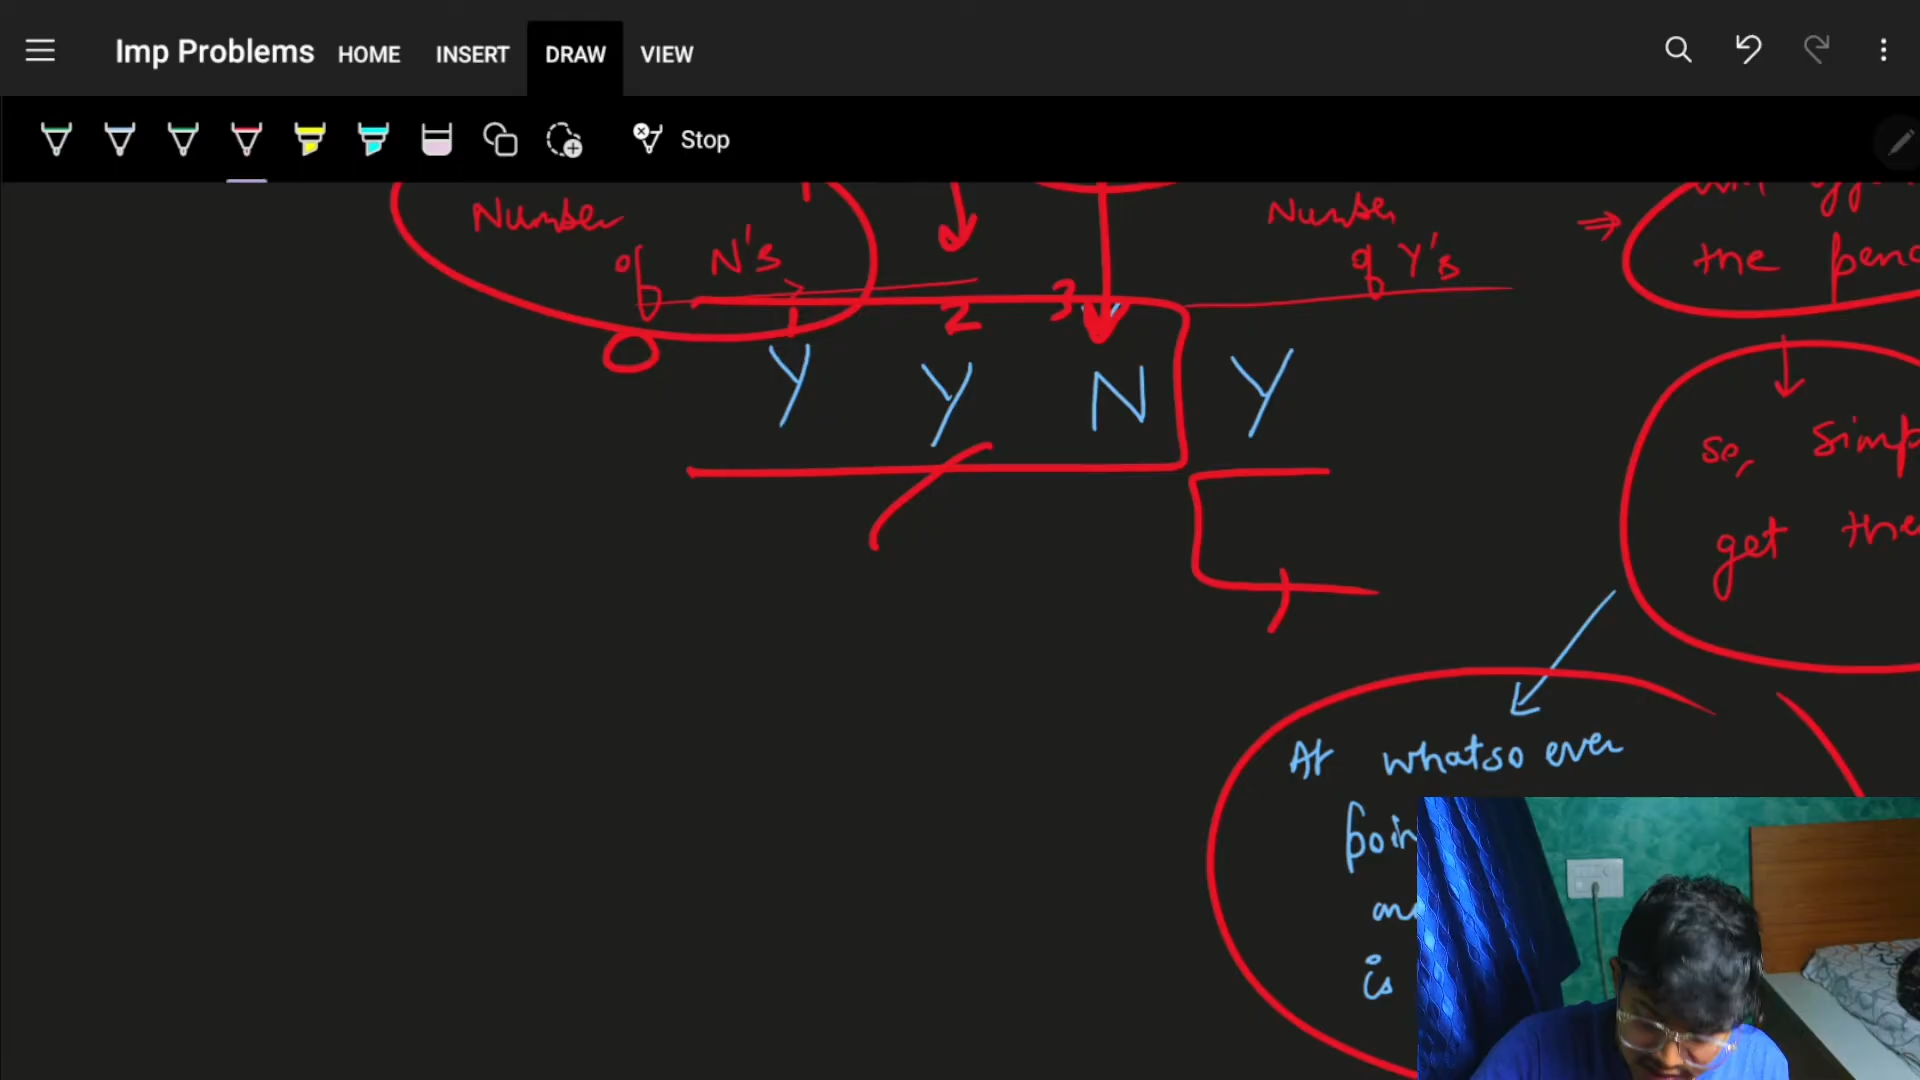 Imp Problems HOME INSERT DRAW VIEW
Stop
Number
of N's
Number
of Y's
⇒
the
1 2 3
0
Y Y N Y
so,
get
At whatso ever
is